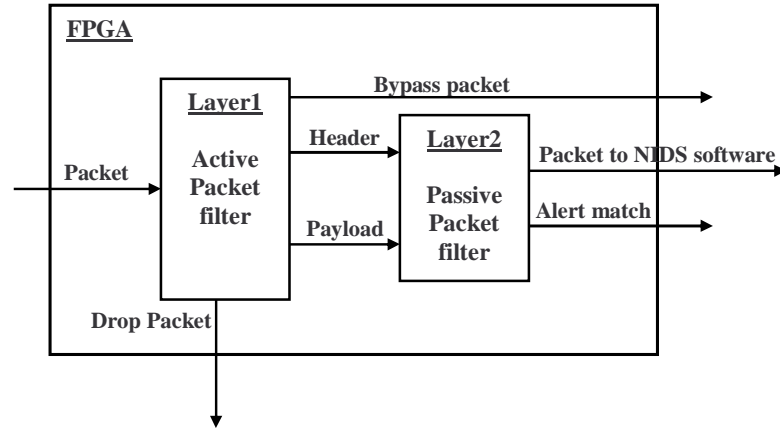 FPGA
Layer1
Active
Packet
filter
Bypass packet
Header
Layer2
Packet to NIDS software
Packet
Passive
Packet
filter
Alert match
Payload
Drop Packet